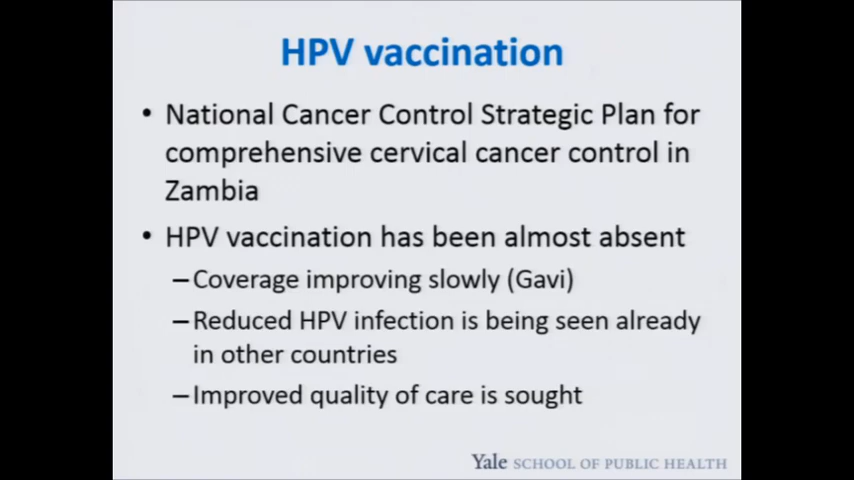 HPV vaccination
• National Cancer Control Strategic Plan for
comprehensive cervical cancer control in
Zambia
• HPV vaccination has been almost absent
–Coverage improving slowly (Gavi)
–Reduced HPV infection is being seen already
in other countries
–Improved quality of care is sought
Yale SCHOOL OF PUBLIC HEALTH